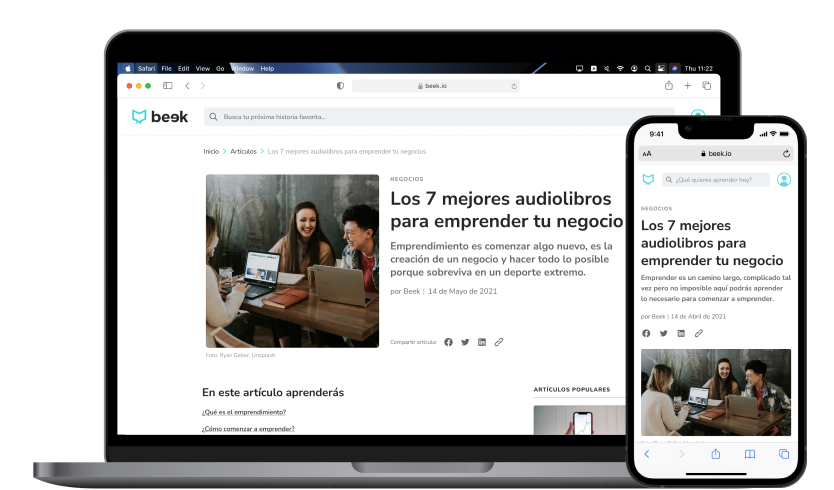 Safari File Edit View Go Window Help
Thu 11:22
beek.io
beek
Busca tu próxima historia favorita...
Inicio > Artículos > Los 7 mejores audiolibros para emprender tu negocios
NEGOCIOS
Los 7 mejores audiolibros
para emprender tu negocio
Emprendimiento es comenzar algo nuevo, es la
creación de un negocio y hacer todo lo posible
porque sobreviva en un deporte extremo.
por Beek | 14 de Mayo de 2021
Compartir artículo:
Foto: Ryan Geller, Unsplash
En este artículo aprenderás
¿Qué es el emprendimiento?
¿Cómo comenzar a emprender?
ARTÍCULOS POPULARES
9:41
AA
beek.io
¿Qué quieres aprender hoy?
NEGOCIOS
Los 7 mejores
audiolibros para
emprender tu negocio
Emprender es un camino largo, complicado tal
vez pero no imposible aquí podrás aprender
lo necesario para comenzar a emprender.
por Beek | 14 de Abril de 2021